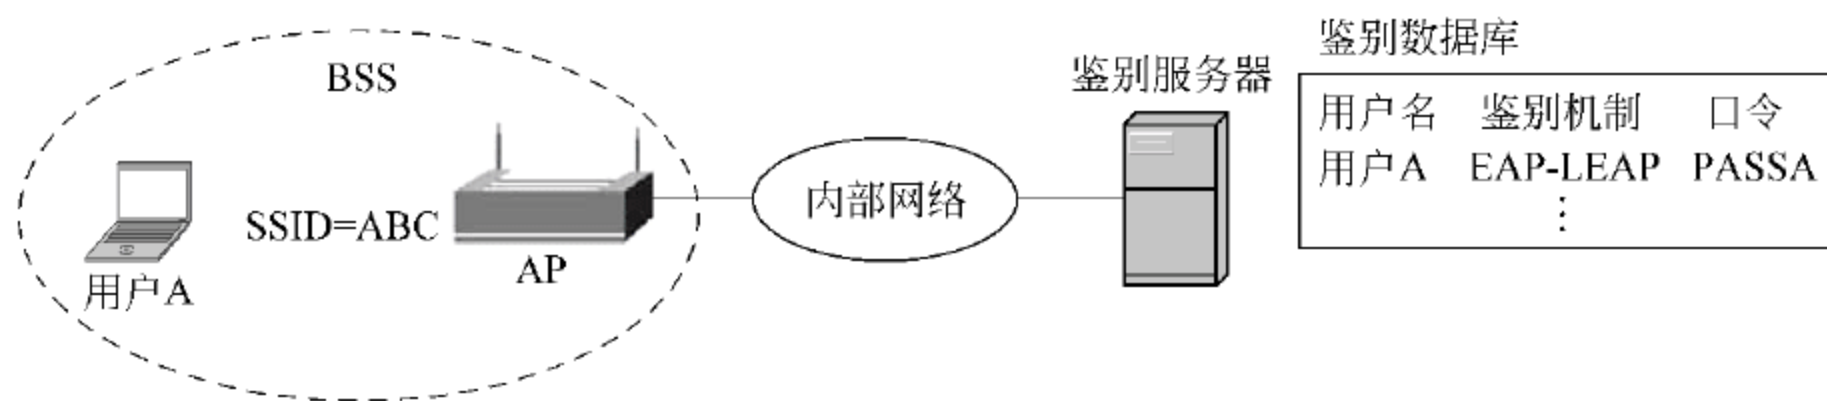 BSS
SSID=ABC
用户A
AP
内部网络
鉴别服务器
鉴别数据库
用户名 鉴别机制 口令
用户A EAP-LEAP PASSA
⋮